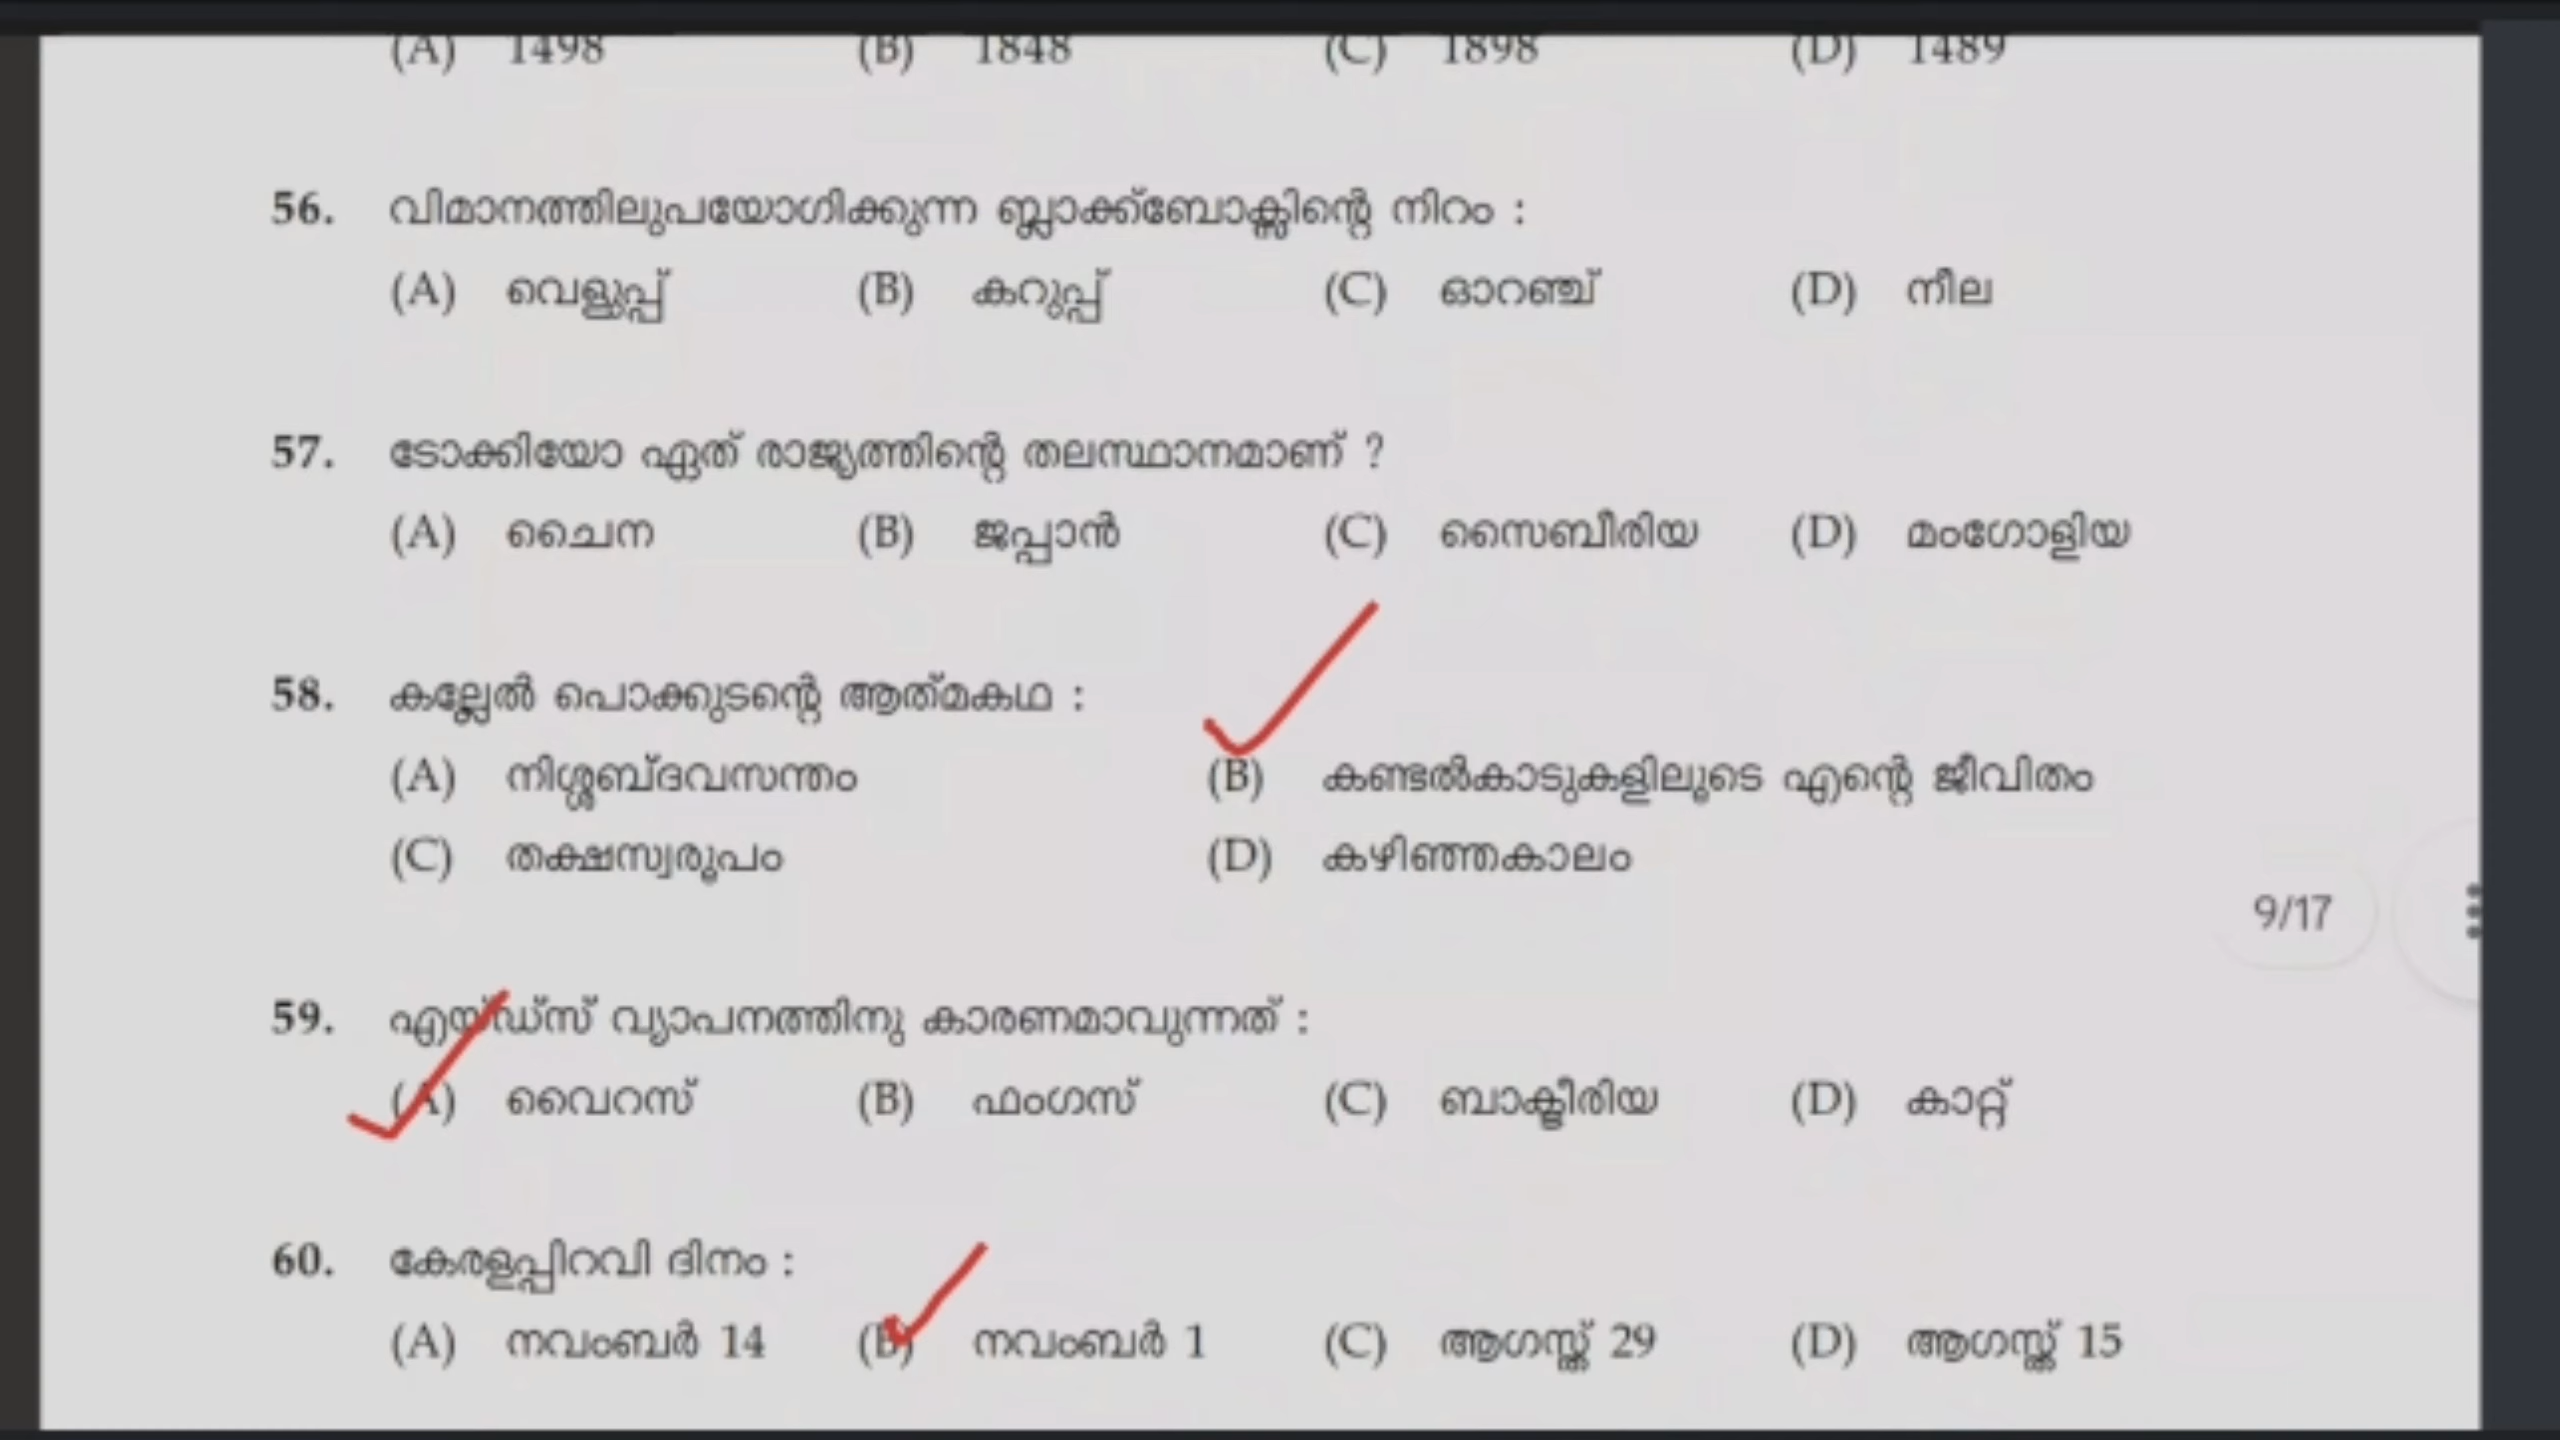 (A) 1498 (B) 1848 (C) 1898 (D) 1489
56. വിമാനത്തിലുപയോഗിക്കുന്ന ബ്ലാക്ക്ബോക്സിന്റെ നിറം :
(A) വെളുപ്പ് (B) കറുപ്പ് (C) ഓറഞ്ച് (D) നീല
57. ടോക്കിയോ ഏത് രാജ്യത്തിന്റെ തലസ്ഥാനമാണ് ?
(A) ചൈന (B) ജപ്പാൻ (C) സൈബീരിയ (D) മംഗോളിയ
58. കല്ലേൽ പൊക്കുടന്റെ ആത്മകഥ :
(A) നിശ്ശബ്ദവസന്തം (B) കണ്ടൽകാടുകളിലൂടെ എന്റെ ജീവിതം
(C) തക്ഷസ്വരൂപം (D) കഴിഞ്ഞകാലം
9/17
59. എയ്ഡ്സ് വ്യാപനത്തിനു കാരണമാവുന്നത് :
(A) വൈറസ് (B) ഫംഗസ് (C) ബാക്ടീരിയ (D) കാറ്റ്
60. കേരളപ്പിറവി ദിനം :
(A) നവംബർ 14 (B) നവംബർ 1 (C) ആഗസ്ത് 29 (D) ആഗസ്ത് 15